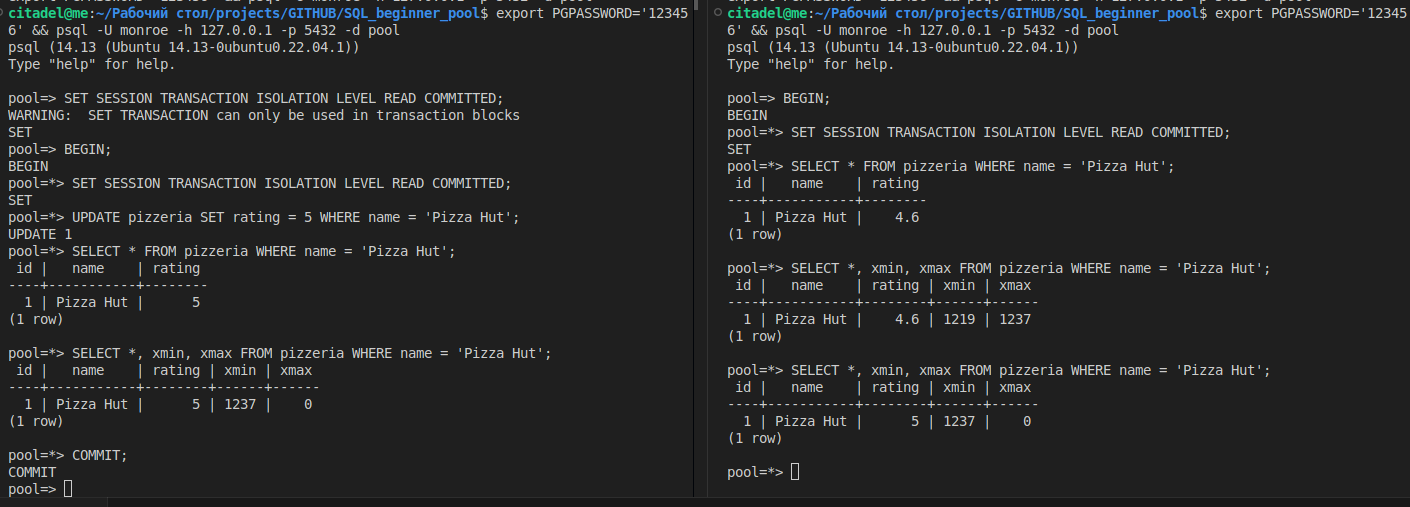 citadel@me:~/Рабочий стол/projects/GITHUB/SQL_beginner_pool$ export PGPASSWORD='12345
6' && psql -U monroe -h 127.0.0.1 -p 5432 -d pool
psql (14.13 (Ubuntu 14.13-0ubuntu0.22.04.1))
Type "help" for help.

pool=> SET SESSION TRANSACTION ISOLATION LEVEL READ COMMITTED;
WARNING:  SET TRANSACTION can only be used in transaction blocks
SET
pool=> BEGIN;
BEGIN
pool=*> SET SESSION TRANSACTION ISOLATION LEVEL READ COMMITTED;
SET
pool=*> UPDATE pizzeria SET rating = 5 WHERE name = 'Pizza Hut';
UPDATE 1
pool=*> SELECT * FROM pizzeria WHERE name = 'Pizza Hut';
 id |   name    | rating
----+-----------+--------
  1 | Pizza Hut |      5
(1 row)

pool=*> SELECT *, xmin, xmax FROM pizzeria WHERE name = 'Pizza Hut';
 id |   name    | rating | xmin | xmax
----+-----------+--------+------+------
  1 | Pizza Hut |      5 | 1237 |    0
(1 row)

pool=*> COMMIT;
COMMIT
pool=>
citadel@me:~/Рабочий стол/projects/GITHUB/SQL_beginner_pool$ export PGPASSWORD='12345
6' && psql -U monroe -h 127.0.0.1 -p 5432 -d pool
psql (14.13 (Ubuntu 14.13-0ubuntu0.22.04.1))
Type "help" for help.

pool=> BEGIN;
BEGIN
pool=*> SET SESSION TRANSACTION ISOLATION LEVEL READ COMMITTED;
SET
pool=*> SELECT * FROM pizzeria WHERE name = 'Pizza Hut';
 id |   name    | rating
----+-----------+--------
  1 | Pizza Hut |    4.6
(1 row)

pool=*> SELECT *, xmin, xmax FROM pizzeria WHERE name = 'Pizza Hut';
 id |   name    | rating | xmin | xmax
----+-----------+--------+------+------
  1 | Pizza Hut |    4.6 | 1219 | 1237
(1 row)

pool=*> SELECT *, xmin, xmax FROM pizzeria WHERE name = 'Pizza Hut';
 id |   name    | rating | xmin | xmax
----+-----------+--------+------+------
  1 | Pizza Hut |      5 | 1237 |    0
(1 row)

pool=*>